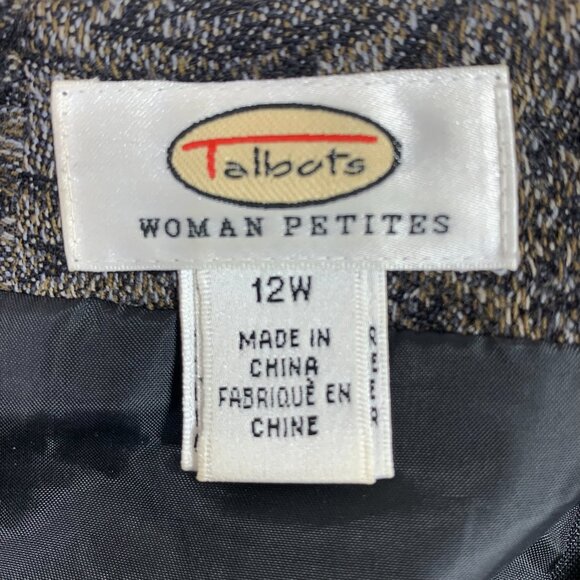 Talbots
WOMAN PETITES
12W
MADE IN
CHINA
FABRIQUÉ EN
CHINE